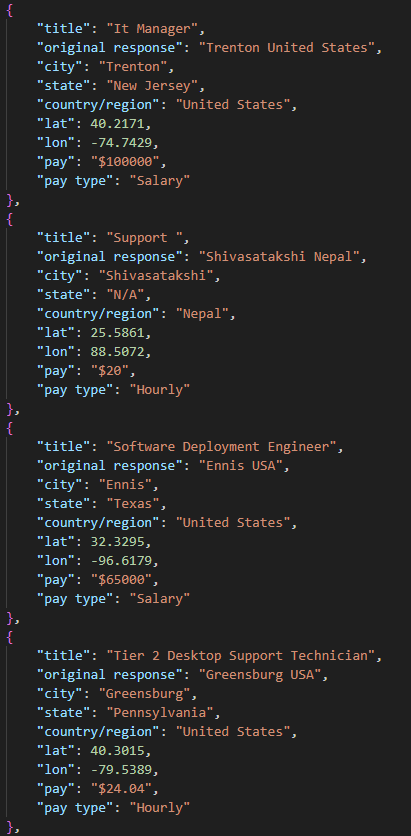 {
"title": "It Manager",
"original response": "Trenton United States",
"city": "Trenton",
"state": "New Jersey",
"country/region": "United States",
"lat": 40.2171,
"lon": -74.7429,
"pay": "$100000",
"pay type": "Salary"
},
{
"title": "Support ",
"original response": "Shivasatakshi Nepal",
"city": "Shivasatakshi",
"state": "N/A",
"country/region": "Nepal",
"lat": 25.5861,
"lon": 88.5072,
"pay": "$20",
"pay type": "Hourly"
},
{
"title": "Software Deployment Engineer",
"original response": "Ennis USA",
"city": "Ennis",
"state": "Texas",
"country/region": "United States",
"lat": 32.3295,
"lon": -96.6179,
"pay": "$65000",
"pay type": "Salary"
},
{
"title": "Tier 2 Desktop Support Technician",
"original response": "Greensburg USA",
"city": "Greensburg",
"state": "Pennsylvania",
"country/region": "United States",
"lat": 40.3015,
"lon": -79.5389,
"pay": "$24.04",
"pay type": "Hourly"
},